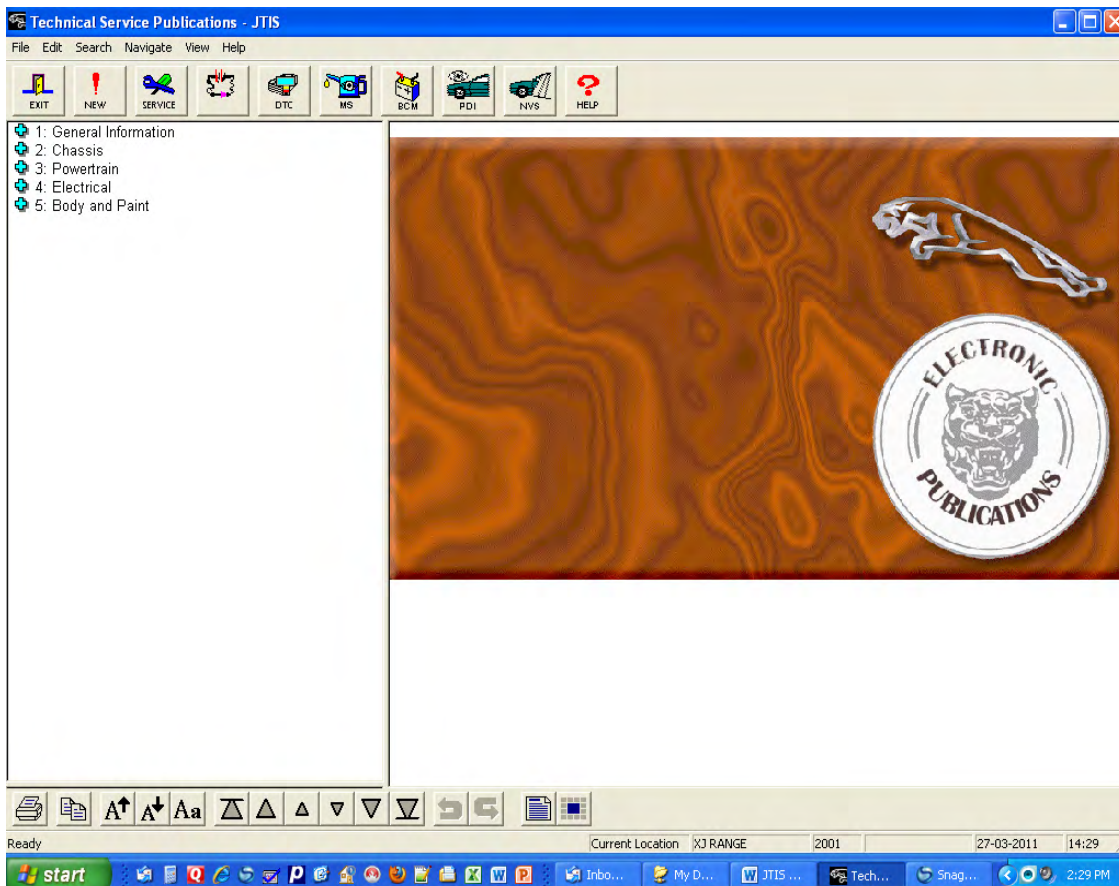 Technical Service Publications - JTIS
File Edit Search Navigate View Help
EXIT NEW SERVICE DTC MS BCM PDI NVS HELP
1: General Information
2: Chassis
3: Powertrain
4: Electrical
5: Body and Paint
ELECTRONIC
PUBLICATIONS
A A Aa
Ready Current Location XJ RANGE 2001 27-03-2011 14:29
start Inbo... My D... JTIS ... Tech... Snag... 2:29 PM